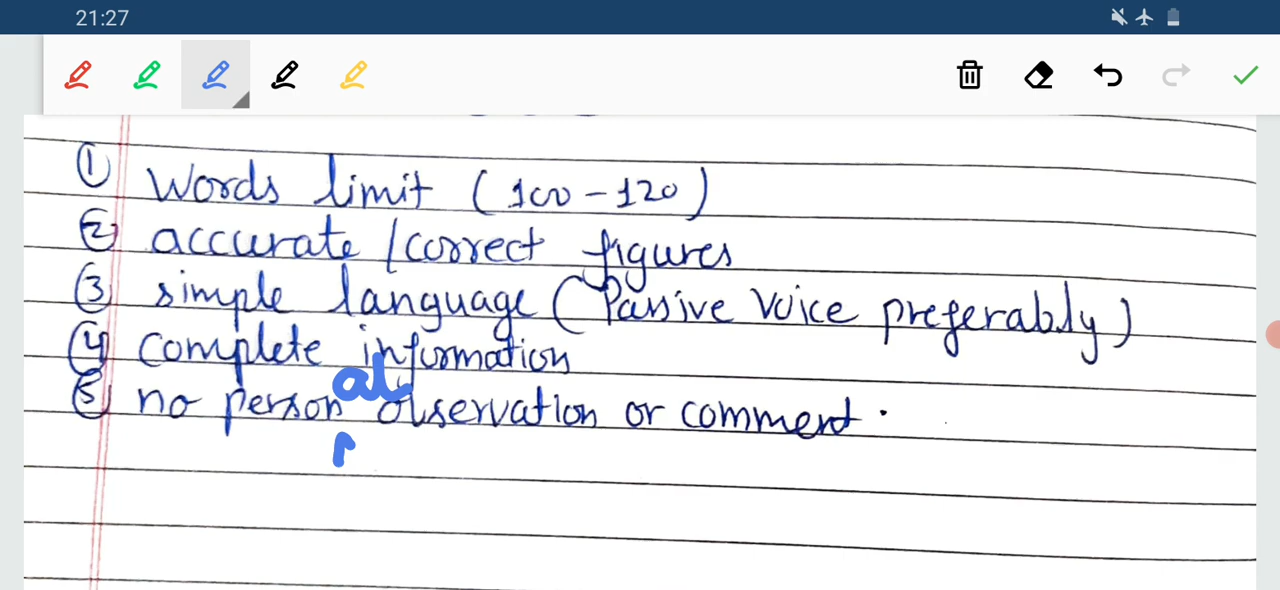 21:27
① Words limit (100-120)
② accurate / correct figures
③ simple language (Passive Voice preferably)
④ complete information
⑤ no personal observation or comment.